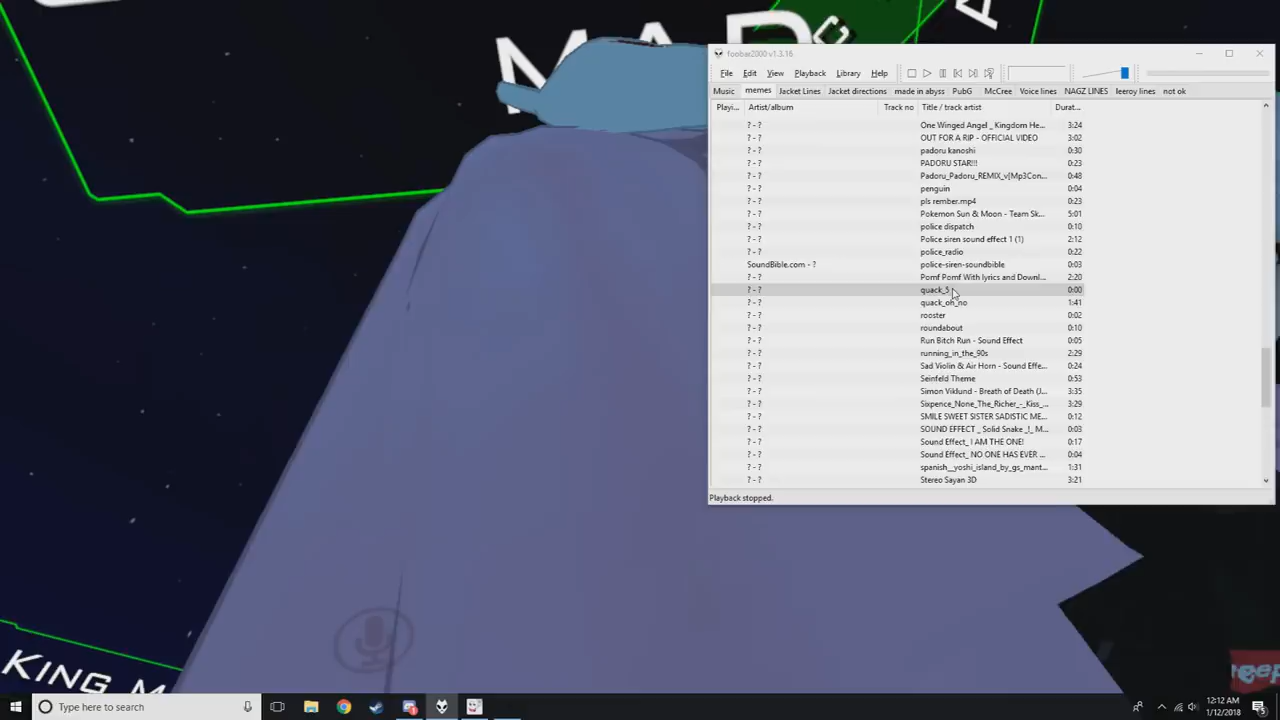 MAD
C
A
KING M
eep
foobar2000 v1.3.16
File Edit View Playback Library Help
Music memes Jacket Lines Jacket directions made in abyss PubG McCree Voice lines NAGZ LINES leeroy lines not ok
Playi... Artist/album Track no Title / track artist Durat...
? - ? One Winged Angel _ Kingdom He... 3:24
? - ? OUT FOR A RIP - OFFICIAL VIDEO 3:02
? - ? padoru kanoshi 0:30
? - ? PADORU STAR!!! 0:23
? - ? Padoru_Padoru_REMIX_v[Mp3Con... 0:48
? - ? penguin 0:04
? - ? pls rember.mp4 0:23
? - ? Pokemon Sun & Moon - Team Sk... 5:01
? - ? police dispatch 0:10
? - ? Police siren sound effect 1 (1) 2:12
? - ? police_radio 0:22
SoundBible.com - ? police-siren-soundbible 0:03
? - ? Pomf Pomf With lyrics and Downl... 2:20
? - ? quack_5 0:00
? - ? quack_oh_no 1:41
? - ? rooster 0:02
? - ? roundabout 0:10
? - ? Run Bitch Run - Sound Effect 0:05
? - ? running_in_the_90s 2:29
? - ? Sad Violin & Air Horn - Sound Effe... 0:24
? - ? Seinfeld Theme 0:53
? - ? Simon Viklund - Breath of Death (J... 3:35
? - ? Sixpence_None_The_Richer_-_Kiss_... 3:29
? - ? SMILE SWEET SISTER SADISTIC ME... 0:12
? - ? SOUND EFFECT _ Solid Snake _!_ M... 0:03
? - ? Sound Effect_ I AM THE ONE! 0:17
? - ? Sound Effect_ NO ONE HAS EVER ... 0:04
? - ? spanish__yoshi_island_by_gs_mant... 1:31
? - ? Stereo Sayan 3D 3:21
Playback stopped.
Type here to search
12:12 AM
1/12/2018
5